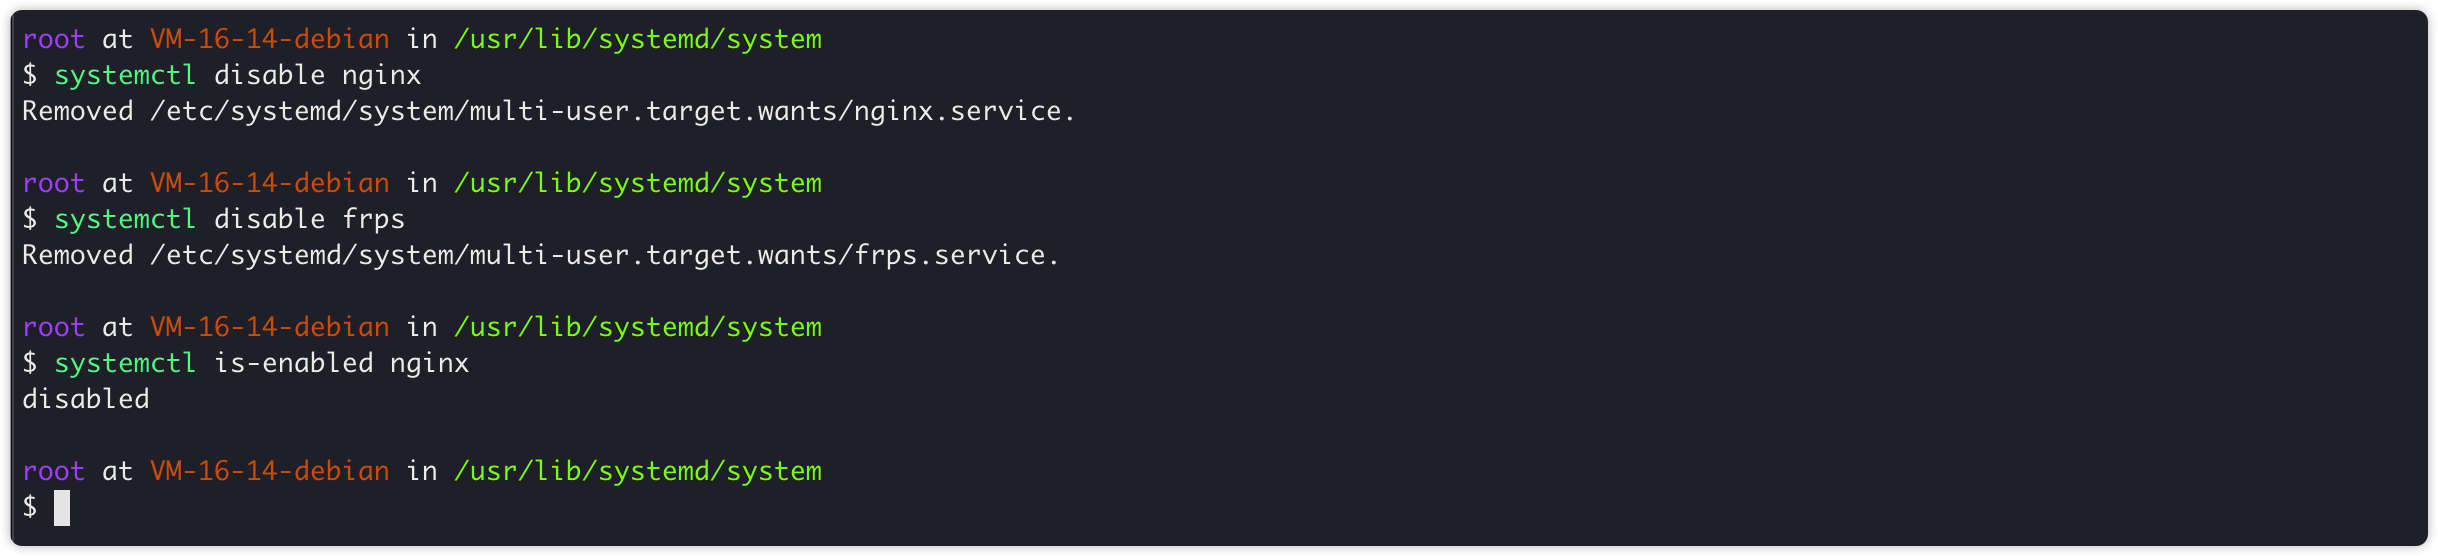 root at VM-16-14-debian in /usr/lib/systemd/system
$ systemctl disable nginx
Removed /etc/systemd/system/multi-user.target.wants/nginx.service.
root at VM-16-14-debian in /usr/lib/systemd/system
$ systemctl disable frps
Removed /etc/systemd/system/multi-user.target.wants/frps.service.
root at VM-16-14-debian in /usr/lib/systemd/system
$ systemctl is-enabled nginx
disabled
root at VM-16-14-debian in /usr/lib/systemd/system
$